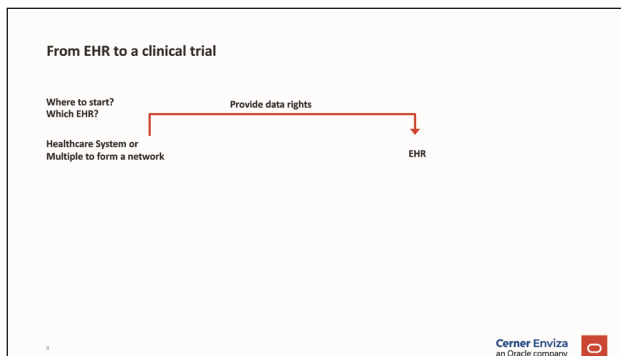 From EHR to a clinical trial
Where to start?
Which EHR?
Provide data rights
Healthcare System or
Multiple to form a network
EHR
4
Cerner Enviza
an Oracle company